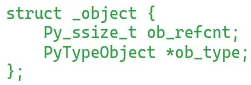 struct _object {
    Py_ssize_t ob_refcnt;
    PyTypeObject *ob_type;
};